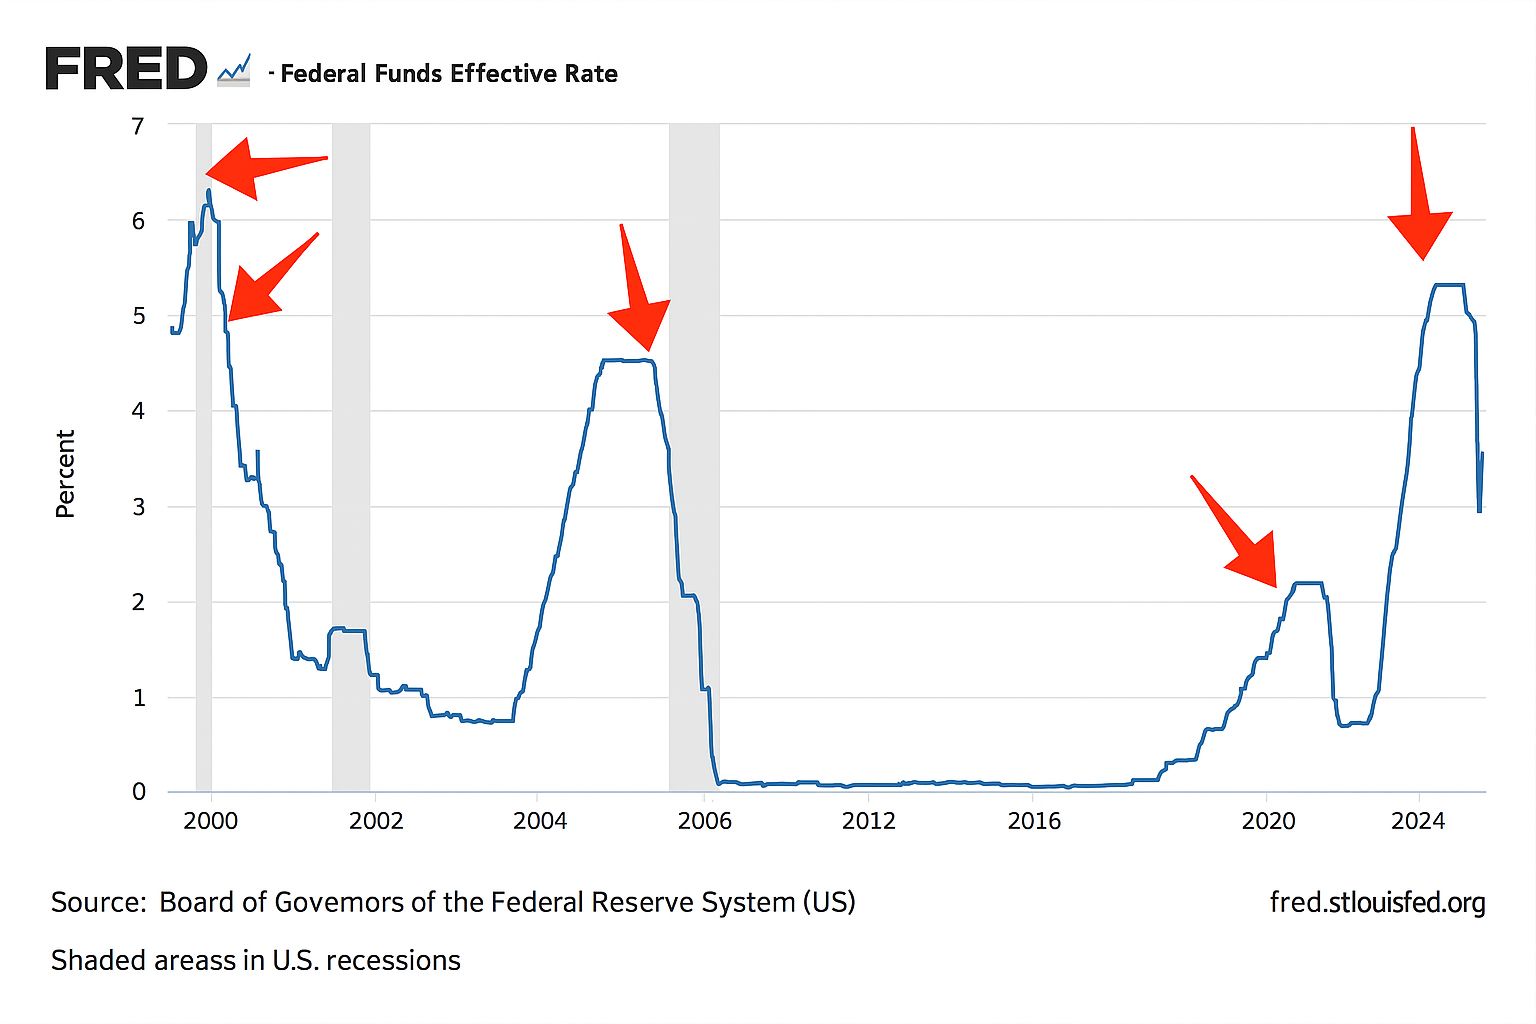 FRED - Federal Funds Effective Rate
7
6
5
4
3
2
1
0
Percent
2000 2002 2004 2006 2012 2016 2020 2024
Source: Board of Govemors of the Federal Reserve System (US) fred.stlouisfed.org
Shaded areass in U.S. recessions